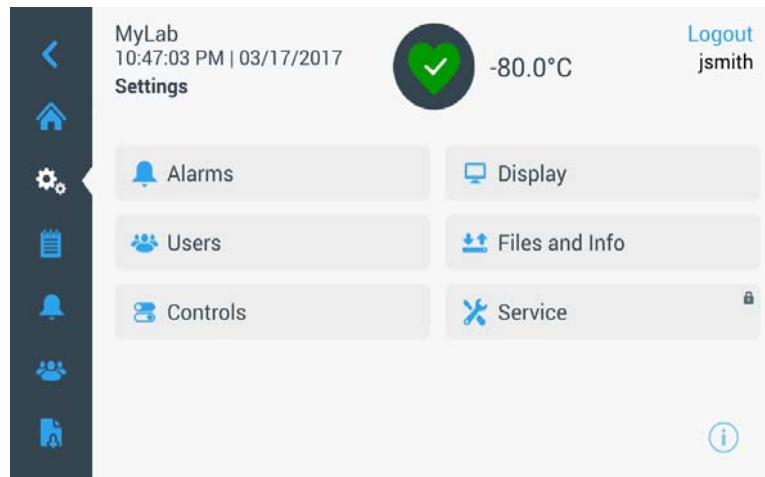 MyLab
10:47:03 PM | 03/17/2017
Settings
-80.0°C
Logout
jsmith
Alarms
Display
Users
Files and Info
Controls
Service